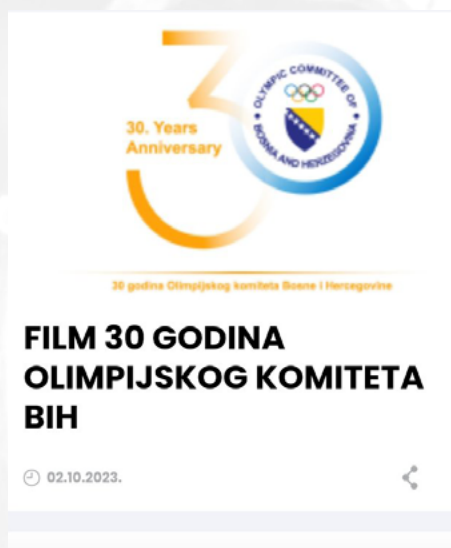 30
30. Years
Anniversary
OLYMPIC COMMITTEE OF
BOSNIA AND HERZEGOVINA
30 godina Olimpijskog komiteta Bosne i Hercegovine
FILM 30 GODINA
OLIMPIJSKOG KOMITETA
BIH
02.10.2023.